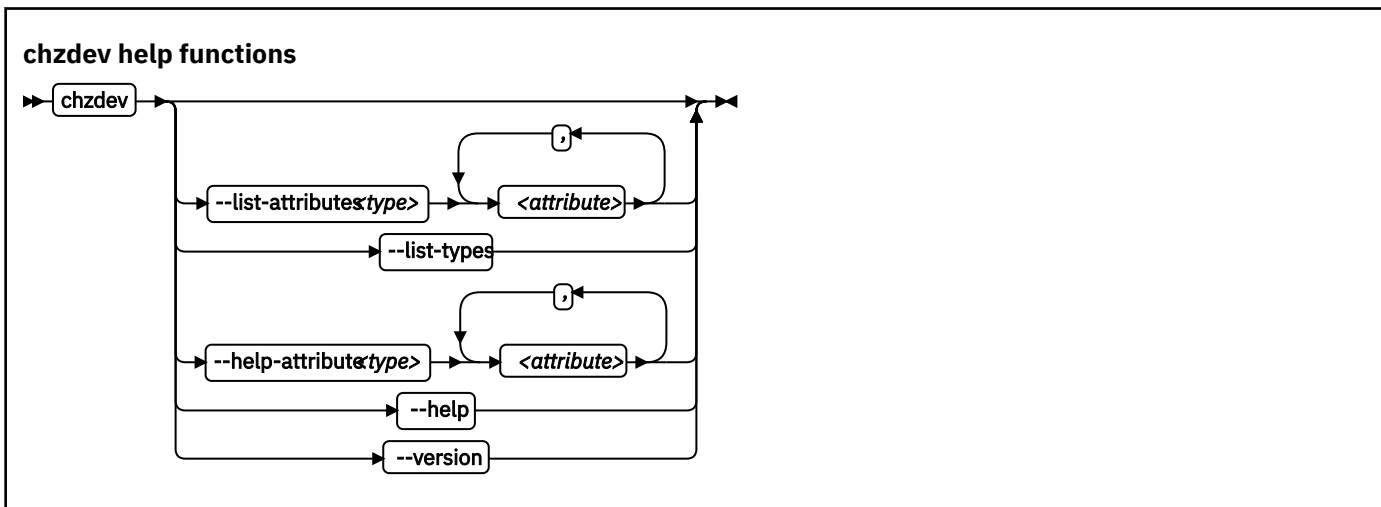 chzdev help functions
chzdev
,
--list-attributes<type> <attribute>
--list-types
,
--help-attribute<type> <attribute>
--help
--version